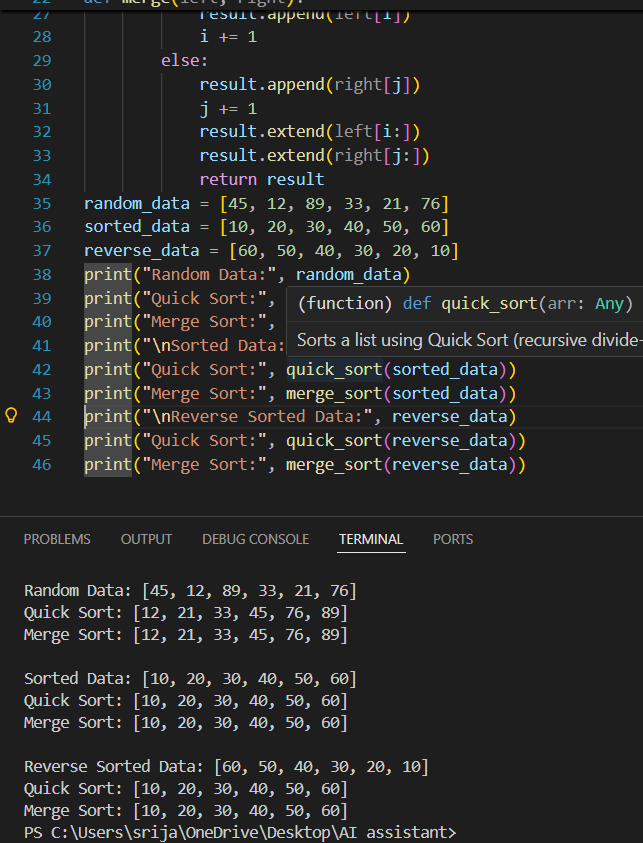 22 def merge(left, right):
27 result.append(left[i])
28 i += 1
29 else:
30 result.append(right[j])
31 j += 1
32 result.extend(left[i:])
33 result.extend(right[j:])
34 return result
35 random_data = [45, 12, 89, 33, 21, 76]
36 sorted_data = [10, 20, 30, 40, 50, 60]
37 reverse_data = [60, 50, 40, 30, 20, 10]
38 print("Random Data:", random_data)
39 print("Quick Sort:",
(function) def quick_sort(arr: Any)
40 print("Merge Sort:",
Sorts a list using Quick Sort (recursive divide-
41 print("\nSorted Data:
42 print("Quick Sort:", quick_sort(sorted_data))
43 print("Merge Sort:", merge_sort(sorted_data))
44 print("\nReverse Sorted Data:", reverse_data)
45 print("Quick Sort:", quick_sort(reverse_data))
46 print("Merge Sort:", merge_sort(reverse_data))
PROBLEMS OUTPUT DEBUG CONSOLE TERMINAL PORTS
Random Data: [45, 12, 89, 33, 21, 76]
Quick Sort: [12, 21, 33, 45, 76, 89]
Merge Sort: [12, 21, 33, 45, 76, 89]
Sorted Data: [10, 20, 30, 40, 50, 60]
Quick Sort: [10, 20, 30, 40, 50, 60]
Merge Sort: [10, 20, 30, 40, 50, 60]
Reverse Sorted Data: [60, 50, 40, 30, 20, 10]
Quick Sort: [10, 20, 30, 40, 50, 60]
Merge Sort: [10, 20, 30, 40, 50, 60]
PS C:\Users\srija\OneDrive\Desktop\AI assistant>